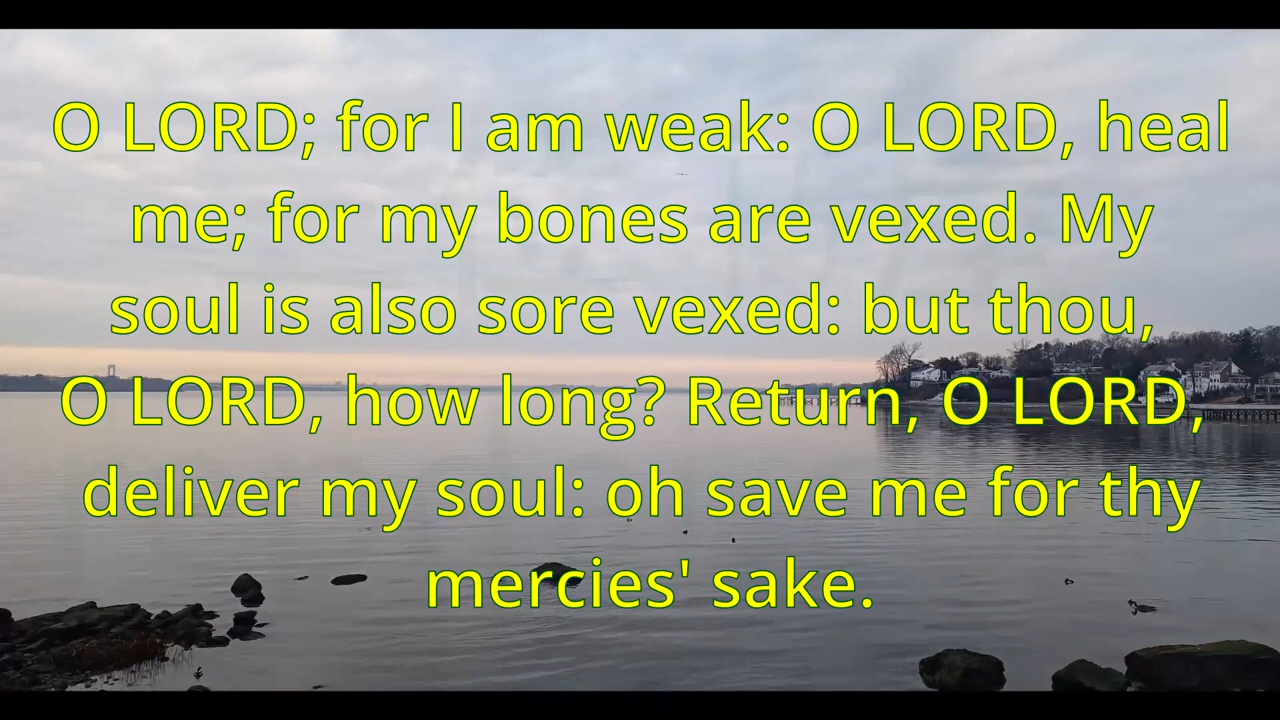 O LORD; for I am weak: O LORD, heal
me; for my bones are vexed. My
soul is also sore vexed: but thou,
O LORD, how long? Return, O LORD,
deliver my soul: oh save me for thy
mercies' sake.